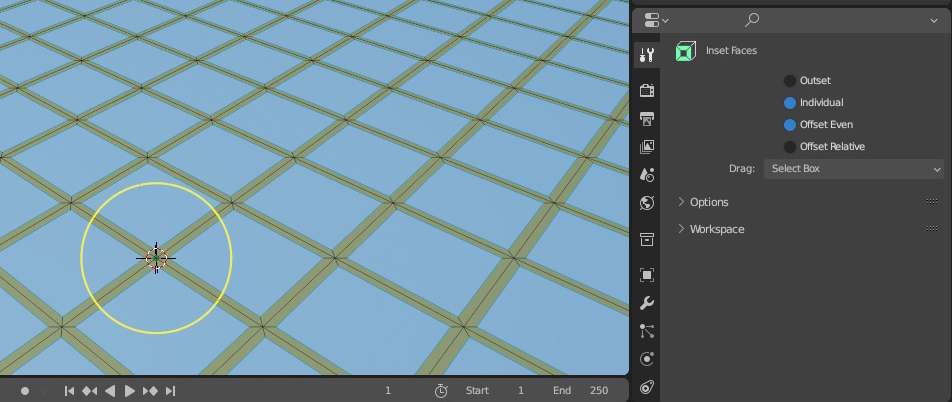 Inset Faces
Outset
Individual
Offset Even
Offset Relative
Drag: Select Box
Options
Workspace
1 Start 1 End 250